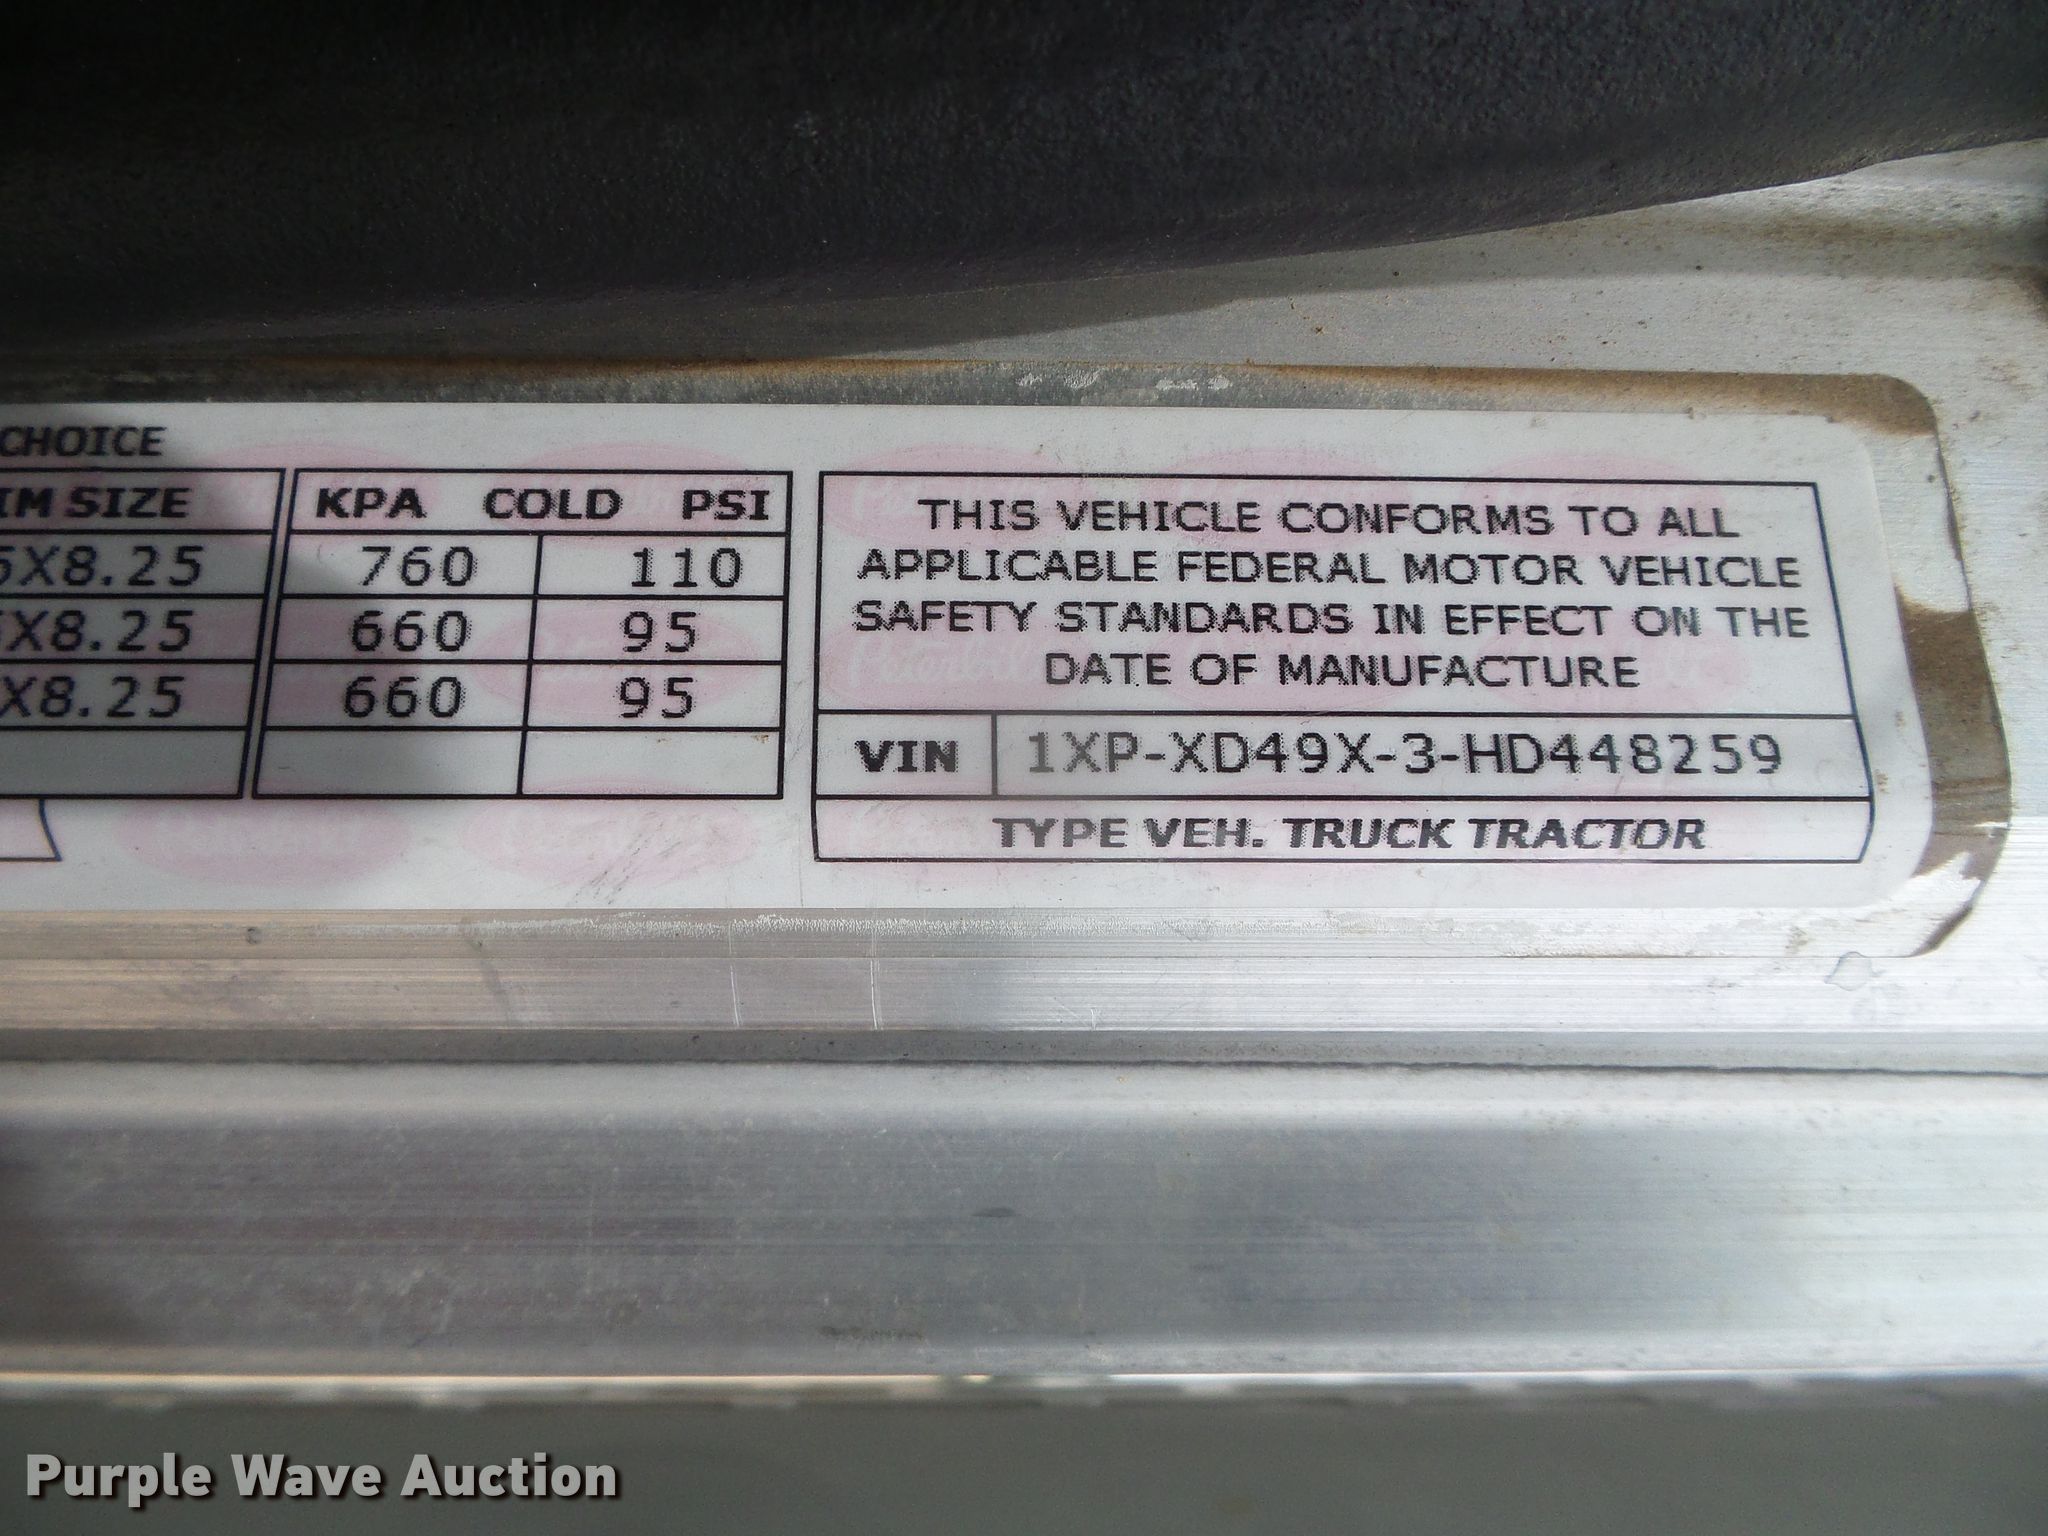 CHOICE
IM SIZE KPA COLD PSI
5X8.25 760 110
5X8.25 660 95
X8.25 660 95
THIS VEHICLE CONFORMS TO ALL
APPLICABLE FEDERAL MOTOR VEHICLE
SAFETY STANDARDS IN EFFECT ON THE
DATE OF MANUFACTURE
VIN 1XP-XD49X-3-HD448259
TYPE VEH. TRUCK TRACTOR
Peterbilt
Purple Wave Auction